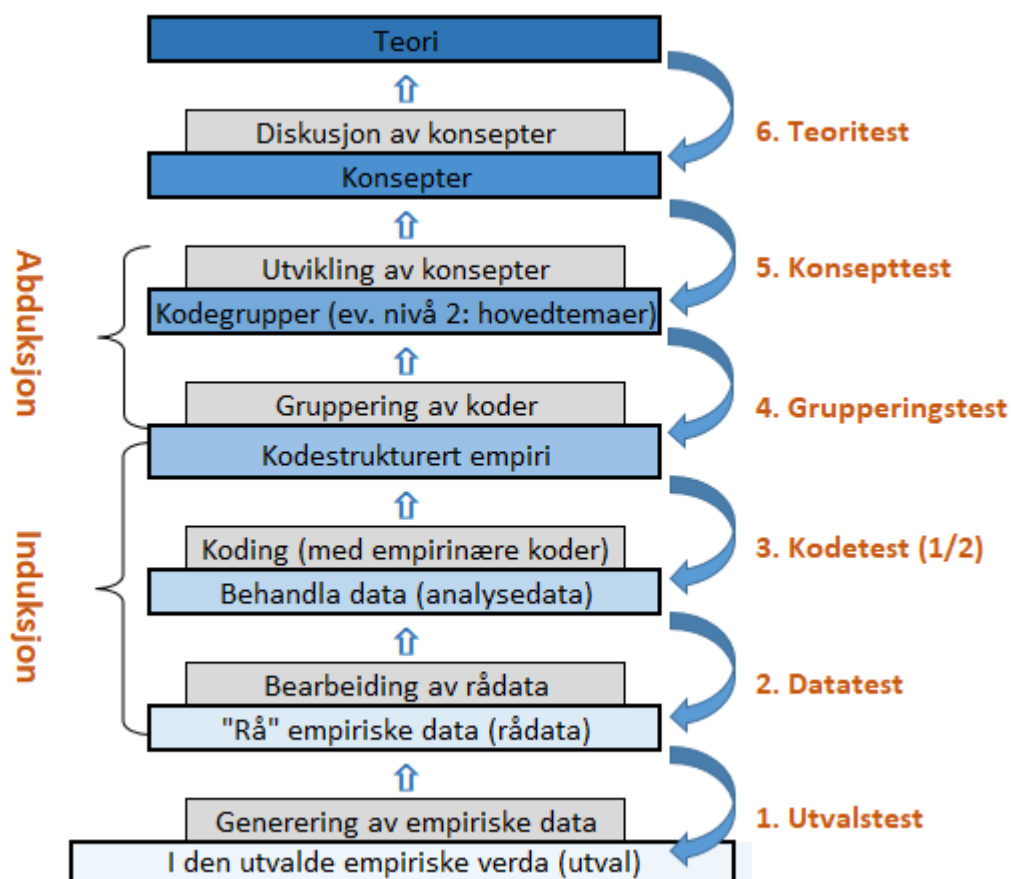 Teori
Diskusjon av konsepter
6. Teoritest
Konsepter
Utvikling av konsepter
5. Konsepttest
Kodegrupper (ev. nivå 2: hovedtemaer)
Abduksjon
Gruppering av koder
4. Grupperingstest
Kodestrukturert empiri
Koding (med empirinære koder)
3. Kodetest (1/2)
Behandla data (analysedata)
Induksjon
Bearbeiding av rådata
2. Datatest
"Rå" empiriske data (rådata)
Generering av empiriske data
1. Utvalstest
I den utvalde empiriske verda (utval)